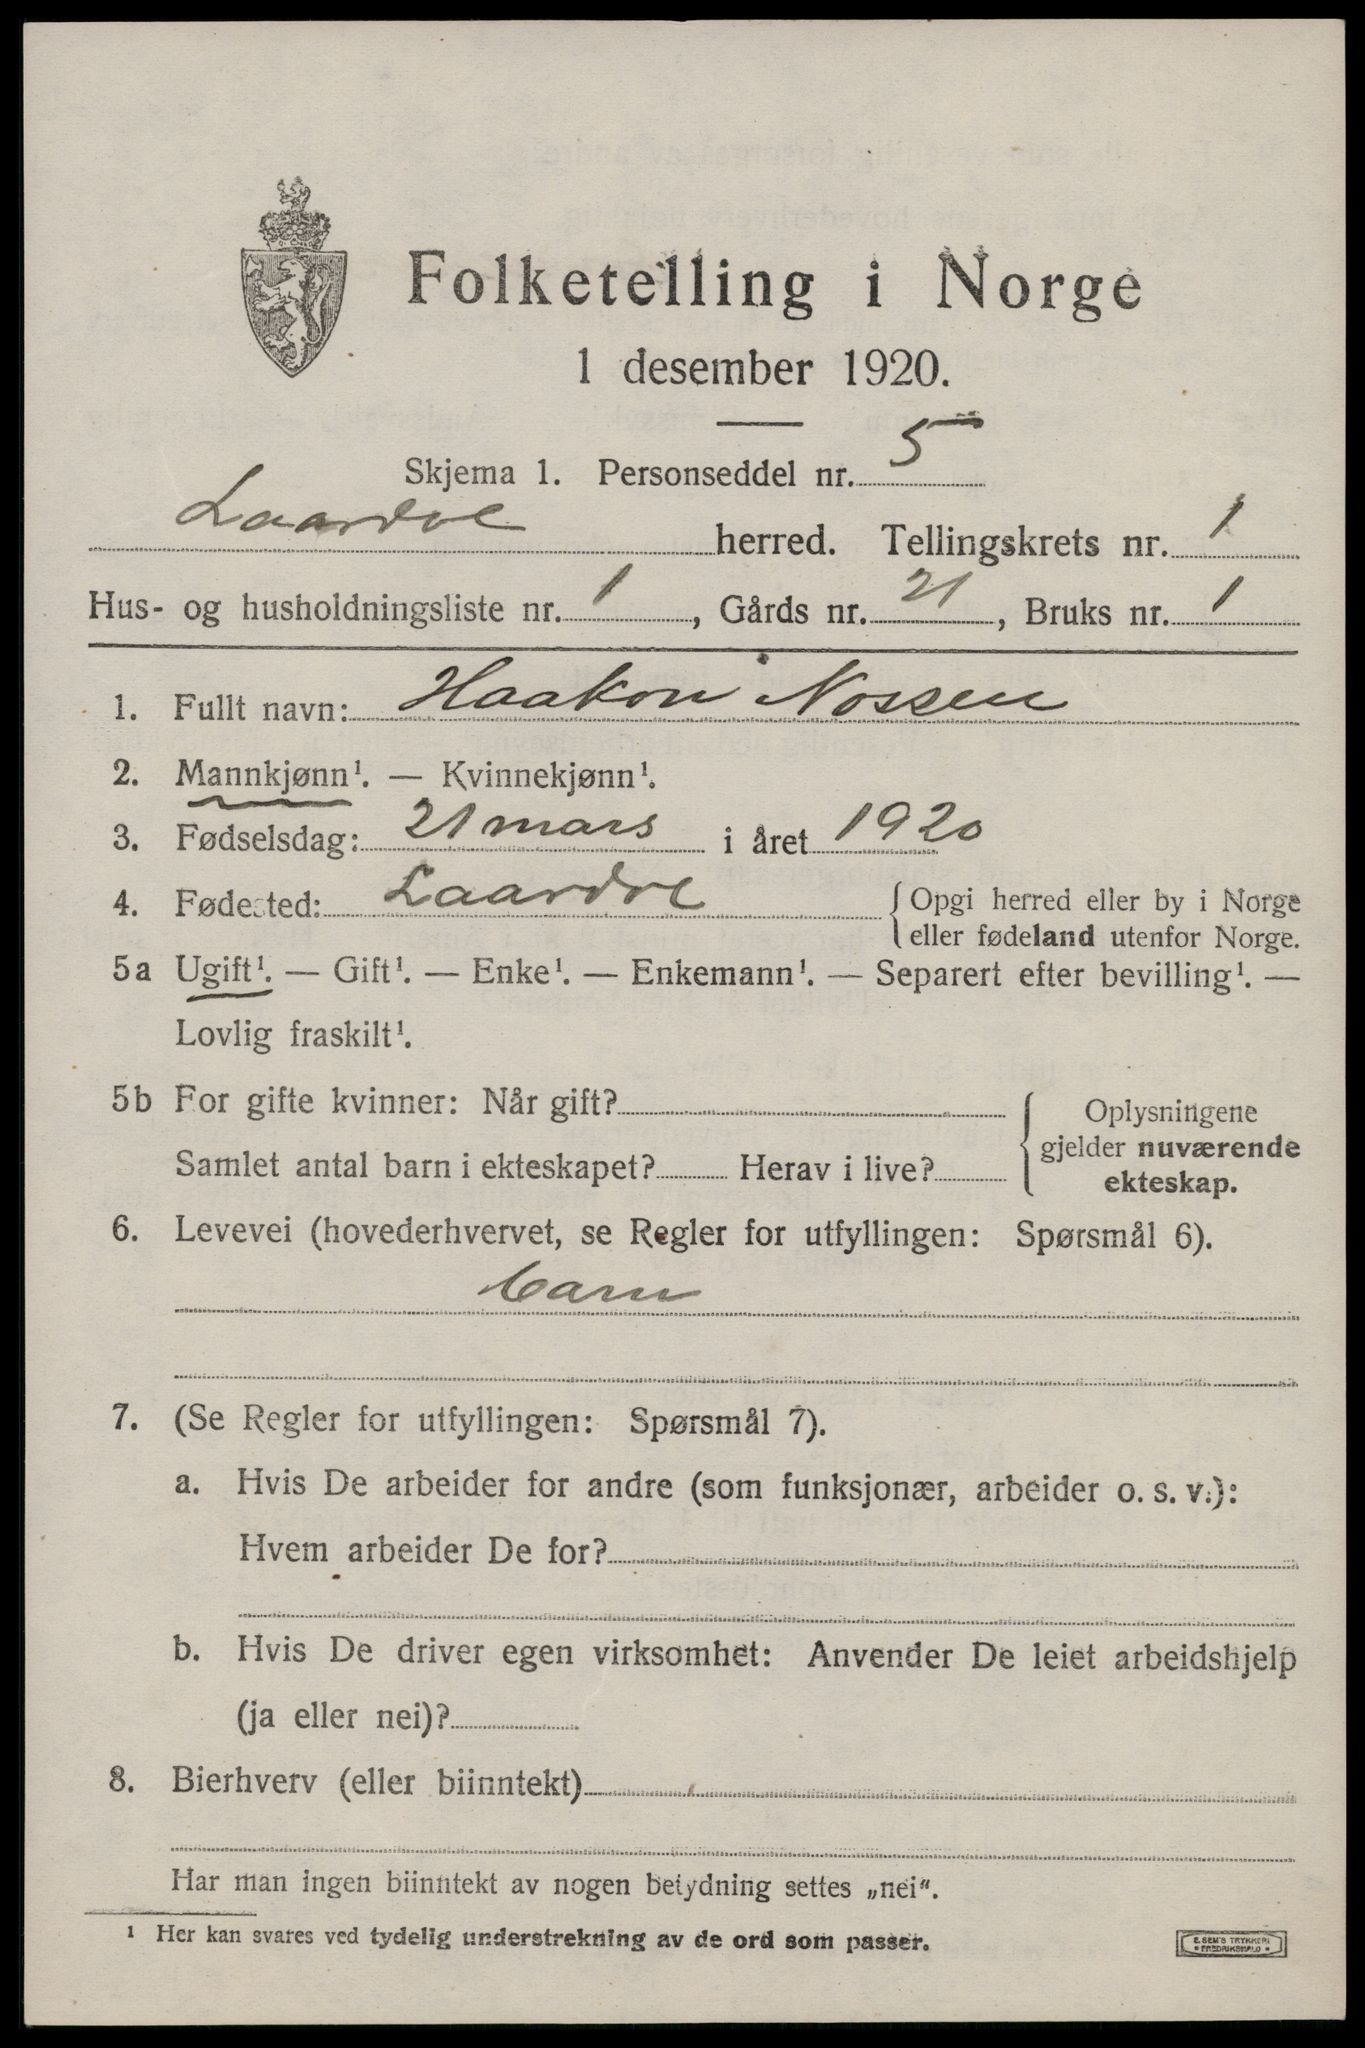 Folketelling i Norge
1 desember 1920.
Skjema 1. Personseddel nr. 5
Laardal herred. Tellingskrets nr. 1
Hus- og husholdningsliste nr. 1, Gårds nr. 21, Bruks nr. 1
1. Fullt navn: Haakon Nossen
2. Mannkjønn¹. — Kvinnekjønn¹.
3. Fødselsdag: 21 mars i året 1920
4. Fødested: Laardal { Opgi herred eller by i Norge
eller fødeland utenfor Norge.
5a Ugift¹. — Gift¹. — Enke¹. — Enkemann¹. — Separert efter bevilling¹. —
Lovlig fraskilt¹.
5b For gifte kvinner: Når gift?
Samlet antal barn i ekteskapet? Herav i live?
{ Oplysningene
gjelder nuværende
ekteskap.
6. Levevei (hovederhvervet, se Regler for utfyllingen: Spørsmål 6).
barn
7. (Se Regler for utfyllingen: Spørsmål 7).
a. Hvis De arbeider for andre (som funksjonær, arbeider o. s. v.):
Hvem arbeider De for?
b. Hvis De driver egen virksomhet: Anvender De leiet arbeidshjelp
(ja eller nei)?
8. Bierhverv (eller biinntekt)
Har man ingen biinntekt av nogen betydning settes „nei“.
¹ Her kan svares ved tydelig understrekning av de ord som passer.
E. SEM'S TRYKKERI
FREDRIKSHALD